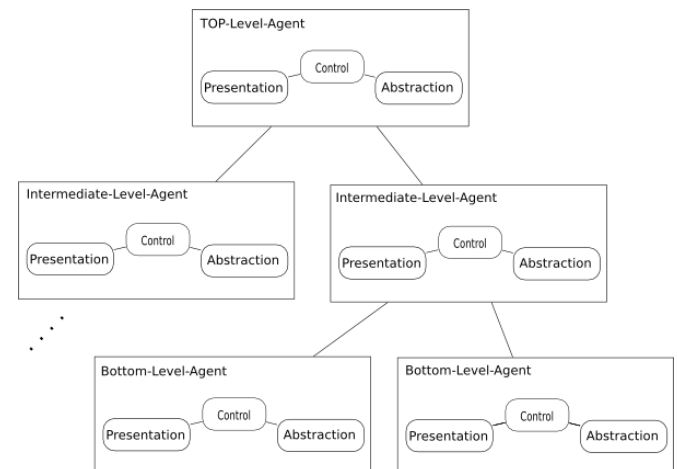 TOP-Level-Agent
Control
Presentation
Abstraction
Intermediate-Level-Agent
Control
Presentation
Abstraction
Intermediate-Level-Agent
Control
Presentation
Abstraction
Bottom-Level-Agent
Control
Presentation
Abstraction
Bottom-Level-Agent
Control
Presentation
Abstraction